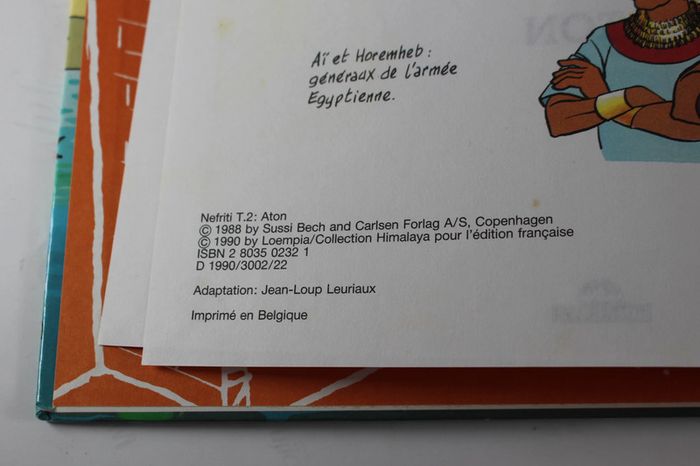 Aï et Horemheb :
généraux de l'armée
Egyptienne.
Nefriti T.2: Aton
© 1988 by Sussi Bech and Carlsen Forlag A/S, Copenhagen
© 1990 by Loempia/Collection Himalaya pour l'édition française
ISBN 2 8035 0232 1
D 1990/3002/22
Adaptation: Jean-Loup Leuriaux
Imprimé en Belgique